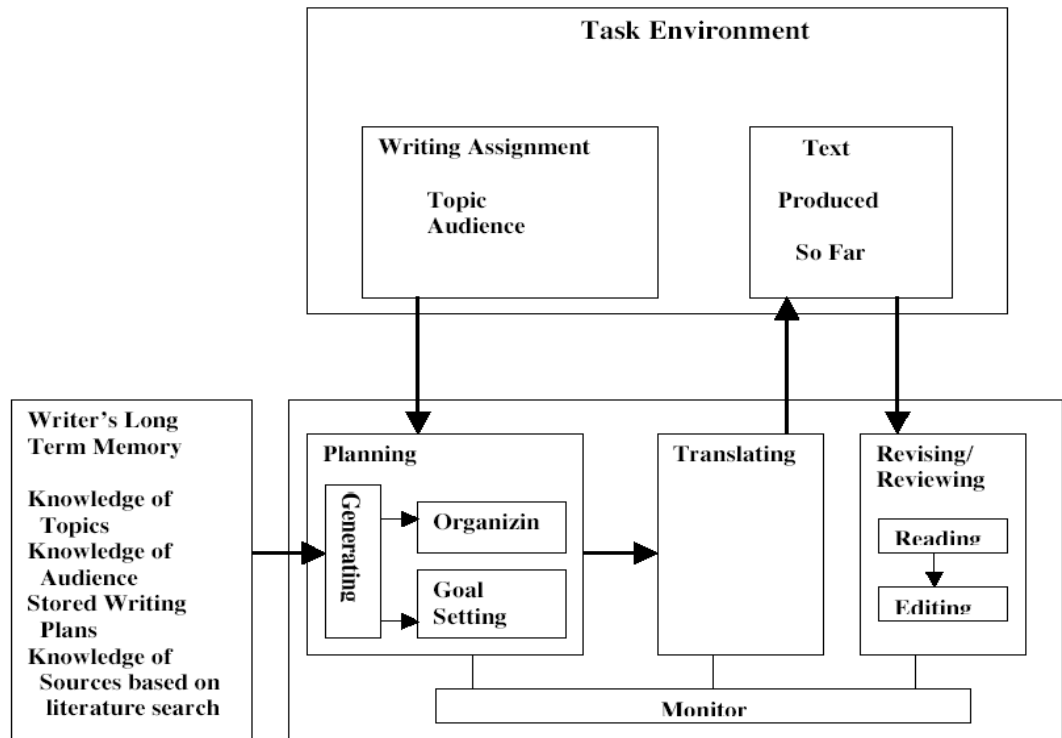 Task Environment
Writing Assignment
Topic
Audience
Text
Produced
So Far
Writer's Long
Term Memory
Knowledge of
Topics
Knowledge of
Audience
Stored Writing
Plans
Knowledge of
Sources based on
literature search
Planning
Generating
Organizin
Goal
Setting
Translating
Revising/
Reviewing
Reading
Editing
Monitor